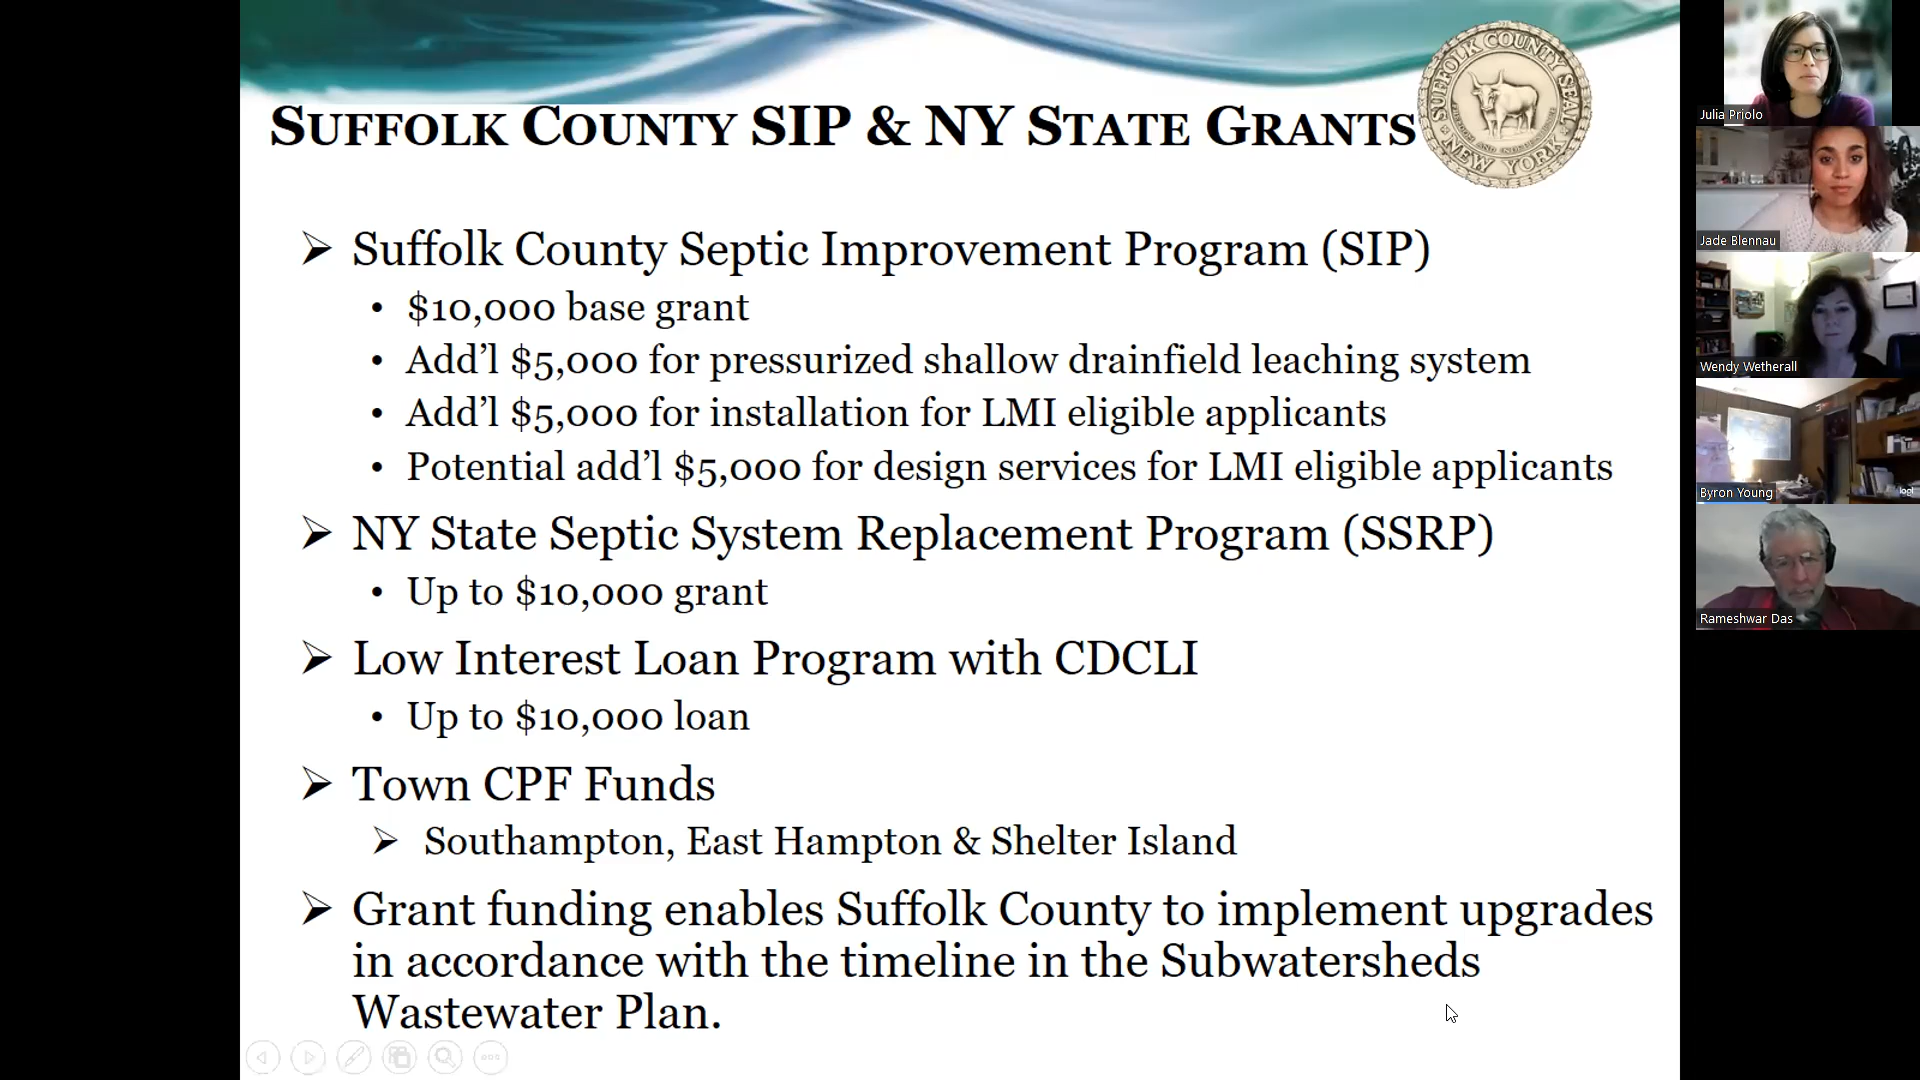 SUFFOLK COUNTY SIP & NY STATE GRANTS
SUFFOLK COUNTY SEAL
NEW YORK
➢ Suffolk County Septic Improvement Program (SIP)
• $10,000 base grant
• Add’l $5,000 for pressurized shallow drainfield leaching system
• Add’l $5,000 for installation for LMI eligible applicants
• Potential add’l $5,000 for design services for LMI eligible applicants
➢ NY State Septic System Replacement Program (SSRP)
• Up to $10,000 grant
➢ Low Interest Loan Program with CDCLI
• Up to $10,000 loan
➢ Town CPF Funds
➢ Southampton, East Hampton & Shelter Island
➢ Grant funding enables Suffolk County to implement upgrades
in accordance with the timeline in the Subwatersheds
Wastewater Plan.
Julia Priolo
Jade Blennau
Wendy Wetherall
Byron Young
Rameshwar Das